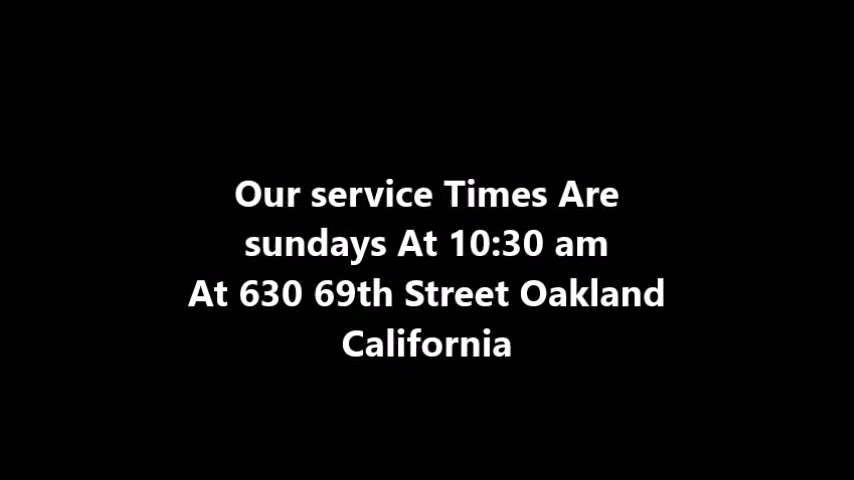 Our service Times Are
sundays At 10:30 am
At 630 69th Street Oakland
California